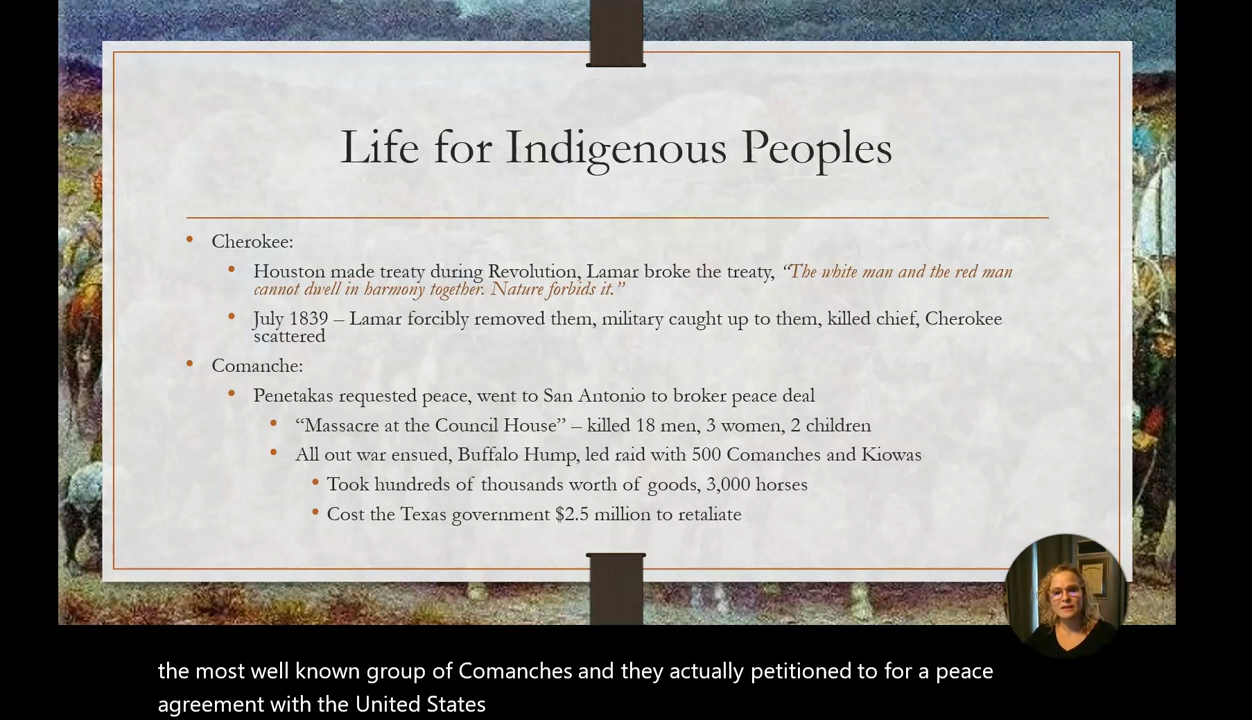 Life for Indigenous Peoples
• Cherokee:
• Houston made treaty during Revolution, Lamar broke the treaty, “The white man and the red man
cannot dwell in harmony together. Nature forbids it.”
• July 1839 – Lamar forcibly removed them, military caught up to them, killed chief, Cherokee
scattered
• Comanche:
• Penetakas requested peace, went to San Antonio to broker peace deal
• “Massacre at the Council House” – killed 18 men, 3 women, 2 children
• All out war ensued, Buffalo Hump, led raid with 500 Comanches and Kiowas
• Took hundreds of thousands worth of goods, 3,000 horses
• Cost the Texas government $2.5 million to retaliate
the most well known group of Comanches and they actually petitioned to for a peace
agreement with the United States